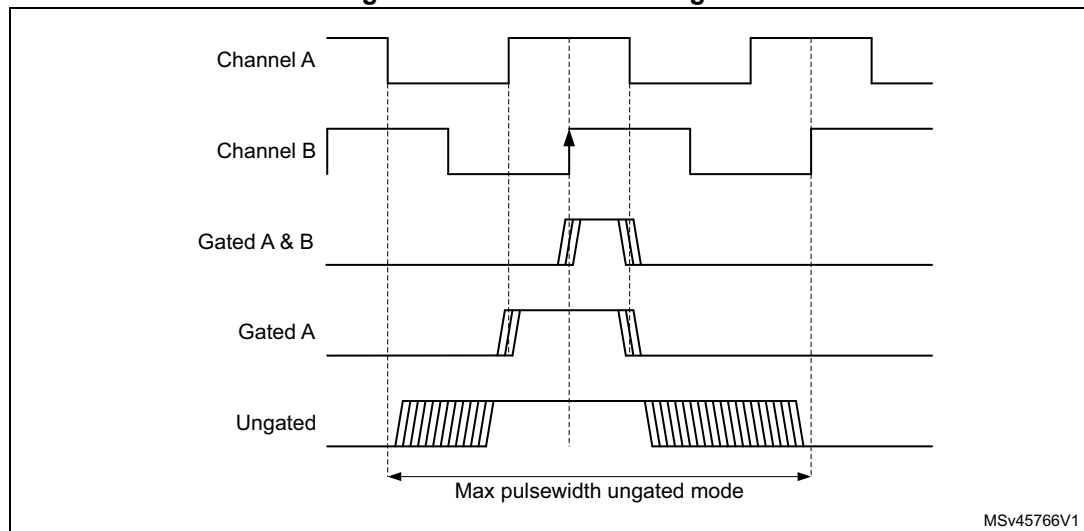 Channel A
Channel B
Gated A & B
Gated A
Ungated
Max pulsewidth ungated mode
MSv45766V1